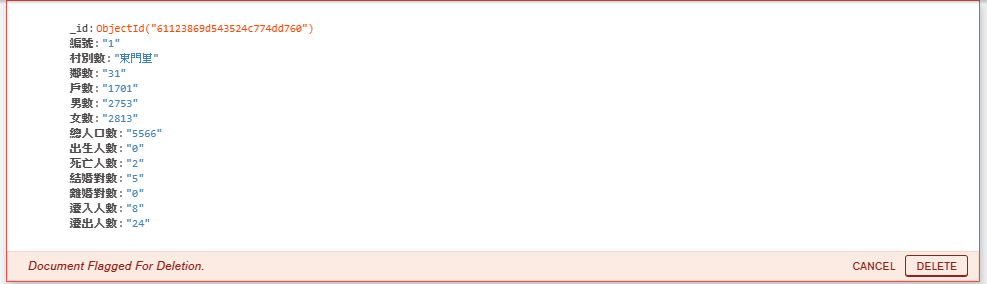 _id: ObjectId("61123869d543524c774dd760")
編號: "1"
村別數: "東門里"
鄰數: "31"
戶數: "1701"
男數: "2753"
女數: "2813"
總人口數: "5566"
出生人數: "0"
死亡人數: "2"
結婚對數: "5"
離婚對數: "0"
遷入人數: "8"
遷出人數: "24"
Document Flagged For Deletion. CANCEL DELETE